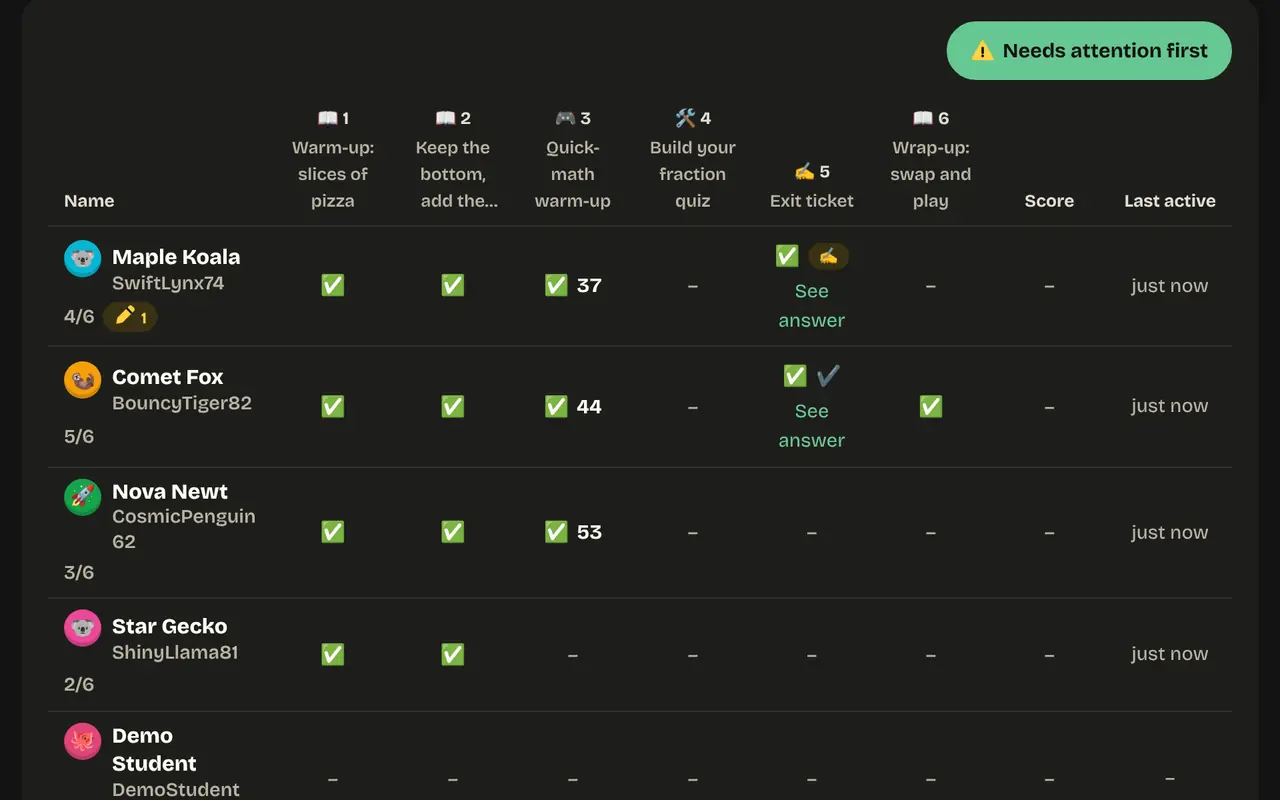 ⚠️ Needs attention first
Name
📖 1
Warm-up:
slices of
pizza
📖 2
Keep the
bottom,
add the...
🎮 3
Quick-
math
warm-up
🛠️ 4
Build your
fraction
quiz
✍️ 5
Exit ticket
📖 6
Wrap-up:
swap and
play
Score
Last active
Maple Koala
SwiftLynx74
4/6 ✏️ 1
✅
✅
✅ 37
–
✅ ✍️
See
answer
–
–
just now
Comet Fox
BouncyTiger82
5/6
✅
✅
✅ 44
–
✅ ✔️
See
answer
✅
–
just now
Nova Newt
CosmicPenguin
62
3/6
✅
✅
✅ 53
–
–
–
–
just now
Star Gecko
ShinyLlama81
2/6
✅
✅
–
–
–
–
–
just now
Demo
Student
DemoStudent
–
–
–
–
–
–
–
–